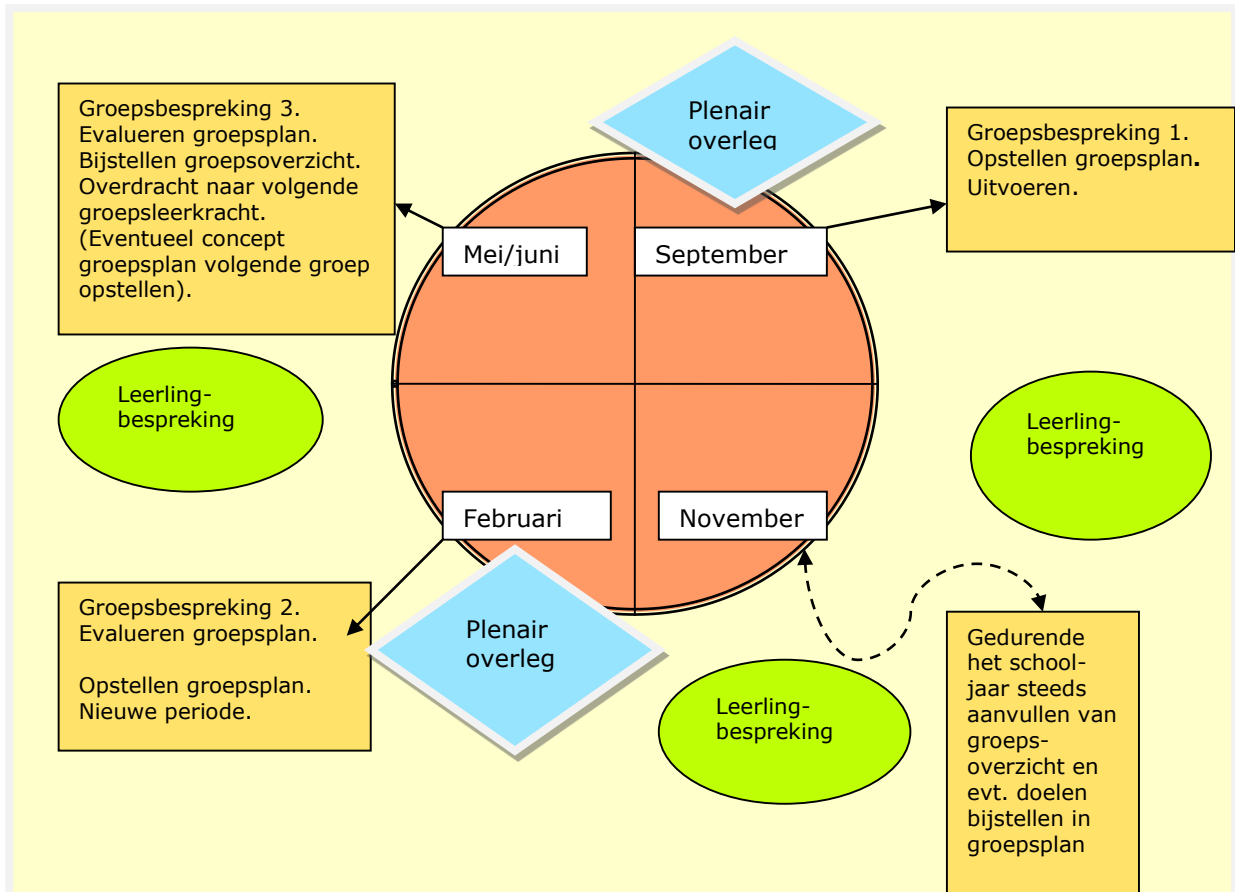 Plenair
overleg
Groepsbespreking 3.
Evalueren groepsplan.
Bijstellen groepsoverzicht.
Overdracht naar volgende
groepsleerkracht.
(Eventueel concept
groepsplan volgende groep
opstellen).
Groepsbespreking 1.
Opstellen groepsplan.
Uitvoeren.
Mei/juni
September
Leerling-
bespreking
Leerling-
bespreking
Februari
November
Groepsbespreking 2.
Evalueren groepsplan.
Opstellen groepsplan.
Nieuwe periode.
Plenair
overleg
Leerling-
bespreking
Gedurende
het school-
jaar steeds
aanvullen van
groeps-
overzicht en
evt. doelen
bijstellen in
groepsplan